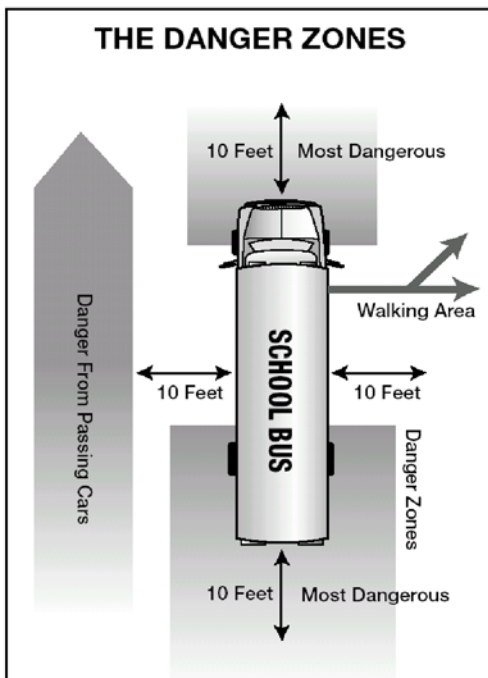 THE DANGER ZONES
10 Feet
Most Dangerous
Walking Area
SCHOOL BUS
Danger From Passing Cars
10 Feet
10 Feet
Danger Zones
10 Feet
Most Dangerous